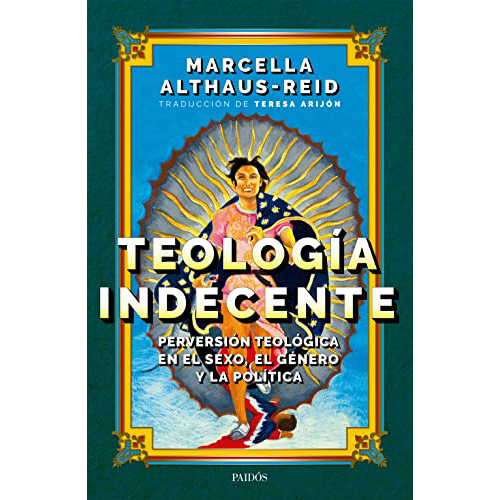 MARCELLA
ALTHAUS-REID
TRADUCCIÓN DE TERESA ARIJÓN
TEOLOGÍA
INDECENTE
PERVERSIÓN TEOLÓGICA
EN EL SEXO, EL GÉNERO
Y LA POLÍTICA
PAIDÓS